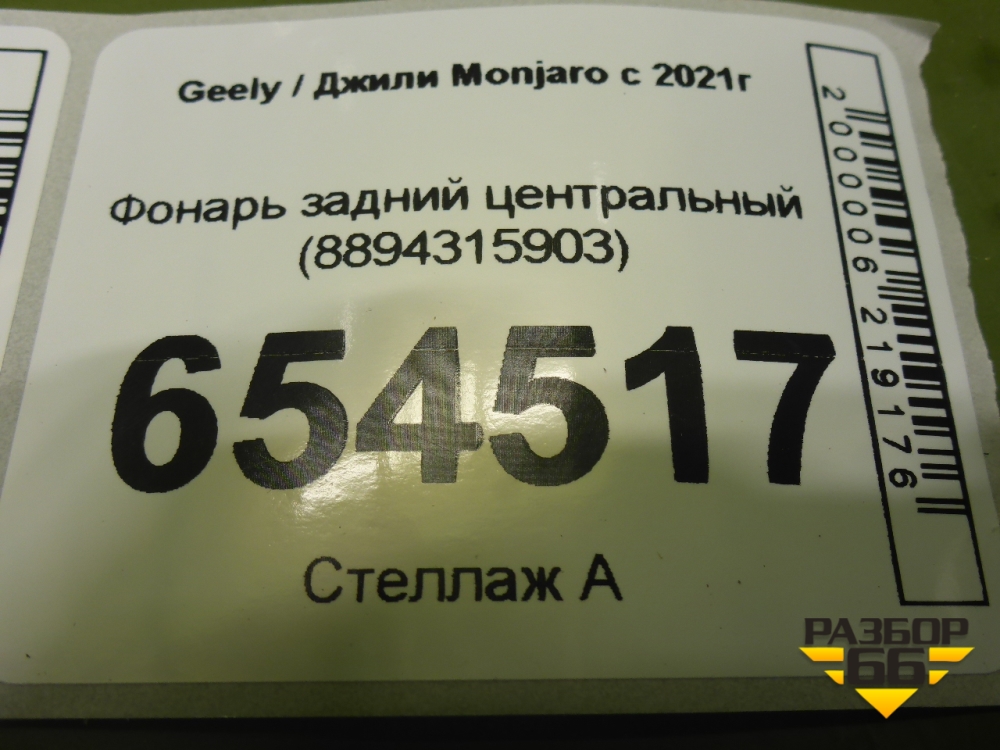 Geely / Джили Monjaro с 2021г
Фонарь задний центральный
(8894315903)
654517
Стеллаж А
2000006219176
РАЗБОР
66